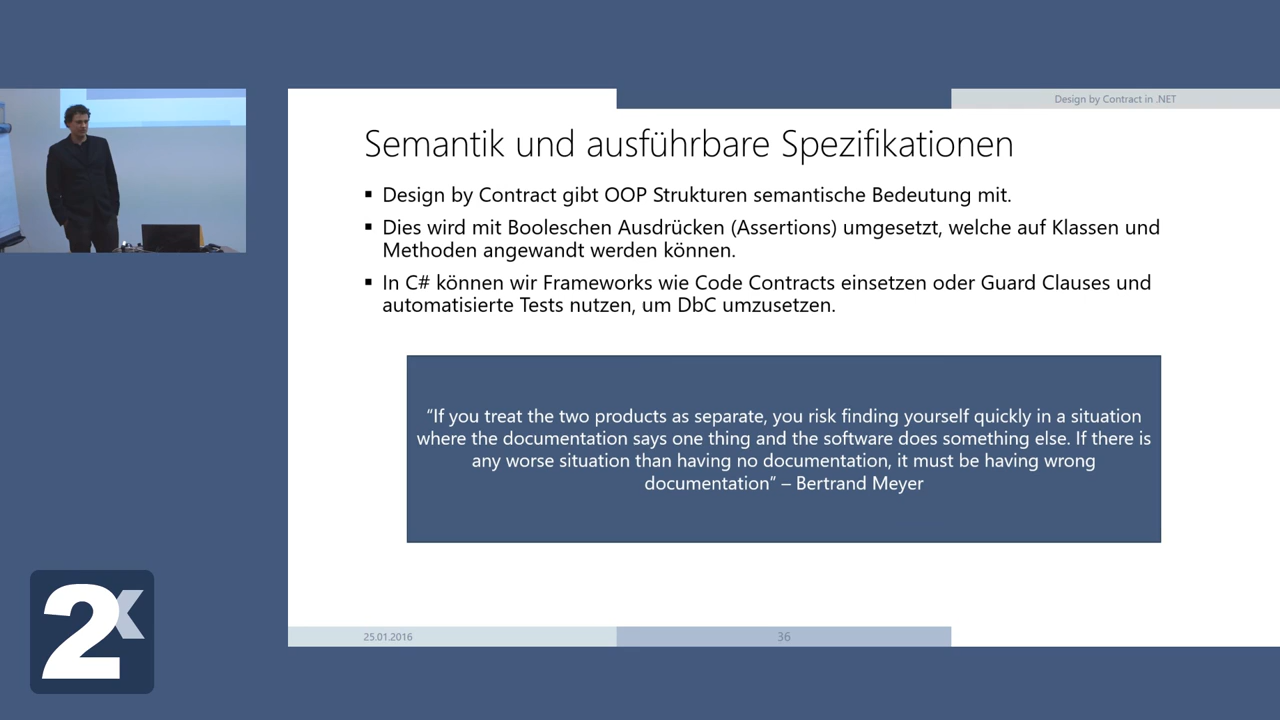 Design by Contract in .NET
Semantik und ausführbare Spezifikationen
▪ Design by Contract gibt OOP Strukturen semantische Bedeutung mit.
▪ Dies wird mit Booleschen Ausdrücken (Assertions) umgesetzt, welche auf Klassen und
Methoden angewandt werden können.
▪ In C# können wir Frameworks wie Code Contracts einsetzen oder Guard Clauses und
automatisierte Tests nutzen, um DbC umzusetzen.
“If you treat the two products as separate, you risk finding yourself quickly in a situation
where the documentation says one thing and the software does something else. If there is
any worse situation than having no documentation, it must be having wrong
documentation” – Bertrand Meyer
25.01.2016
36
2x